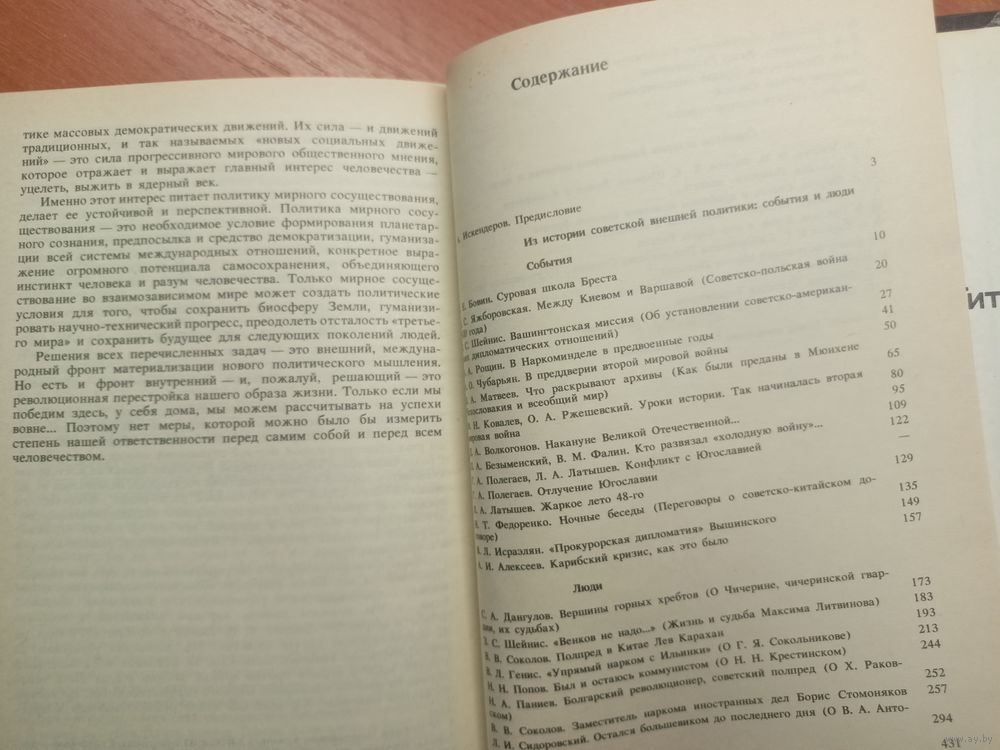 тике массовых демократических движений. Их сила — и движений
традиционных, и так называемых «новых социальных движе-
ний» — это сила прогрессивного мирового общественного мнения,
которое отражает и выражает главный интерес человечества —
уцелеть, выжить в ядерный век.
Именно этот интерес питает политику мирного сосуществования,
делает ее устойчивой и перспективной. Политика мирного сосу-
ществования — это необходимое условие формирования планетар-
ного сознания, предпосылка и средство демократизации, гуманиза-
ции всей системы международных отношений, конкретное выра-
жение огромного потенциала самосохранения, объединяющего
инстинкт человека и разум человечества. Только мирное сосуще-
ствование во взаимозависимом мире может создать политические
условия для того, чтобы сохранить биосферу Земли, гуманизи-
ровать научно-технический прогресс, преодолеть отсталость «третье-
го мира» и сохранить будущее для следующих поколений людей.
Решения всех перечисленных задач — это внешний, междуна-
родный фронт материализации нового политического мышления.
Но есть и фронт внутренний — и, пожалуй, решающий — это
революционная перестройка нашего образа жизни. Только если мы
победим здесь, у себя дома, мы можем рассчитывать на успехи
вовне... Поэтому нет меры, которой можно было бы измерить
степень нашей ответственности перед самим собой и перед всем
человечеством.
Содержание
Искендеров. Предисловие 3
Из истории советской внешней политики: события и люди
События
Е. Бовин. Суровая школа Бреста 10
С. Яжборовская. Между Киевом и Варшавой (Советско-польская война
года) 20
С. Шейнис. Вашингтонская миссия (Об установлении советско-американ-
дипломатических отношений) 27
А. Рощин. В Наркоминделе в предвоенные годы 41
О. Чубарьян. В преддверии второй мировой войны 50
А. Матвеев. Что раскрывают архивы (Как были преданы в Мюнхене
и всеобщий мир) 65
Н. Ковалев, О. А. Ржешевский. Уроки истории. Так начиналась вторая
война 80
А. Волкогонов. Накануне Великой Отечественной... 95
А. Безыменский, В. М. Фалин. Кто развязал «холодную войну»... 109
А. Полегаев, Л. А. Латышев. Конфликт с Югославией 122
А. Полегаев. Отлучение Югославии —
А. Латышев. Жаркое лето 48-го 129
Т. Федоренко. Ночные беседы (Переговоры о советско-китайском до-
говоре) 135
Л. Исраэлян. «Прокурорская дипломатия» Вышинского 149
А. И. Алексеев. Карибский кризис, как это было 157
Люди
С. А. Дангулов. Вершины горных хребтов (О Чичерине, чичеринской гвар-
дии, их судьбах) 173
С. Шейнис. «Венков не надо...» (Жизнь и судьба Максима Литвинова) 183
В. В. Соколов. Полпред в Китае Лев Карахан 193
В. Л. Генис. «Упрямый нарком с Ильинки» (О Г. Я. Сокольникове) 213
Н. Н. Попов. Был и остаюсь коммунистом (О Н. Н. Крестинском) 244
Н. А. Паниев. Болгарский революционер, советский полпред (О Х. Раков-
ском) 252
В. В. Соколов. Заместитель наркома иностранных дел Борис Стомоняков 257
Л. И. Сидоровский. Остался большевиком до последнего дня (О В. А. Анто- 294
431
www.ay.by